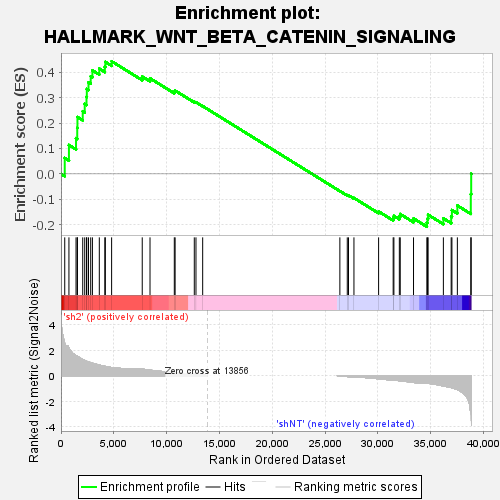 Enrichment plot:
HALLMARK_WNT_BETA_CATENIN_SIGNALING
Enrichment score (ES)
0.4
0.3
0.2
0.1
0.0
-0.1
-0.2
'sh2' (positively correlated)
Zero cross at 13856
'shNT' (negatively correlated)
Ranked list metric (Signal2Noise)
4
2
0
-2
-4
0
5,000
10,000
15,000
20,000
25,000
30,000
35,000
40,000
Rank in Ordered Dataset
Enrichment profile
Hits
Ranking metric scores